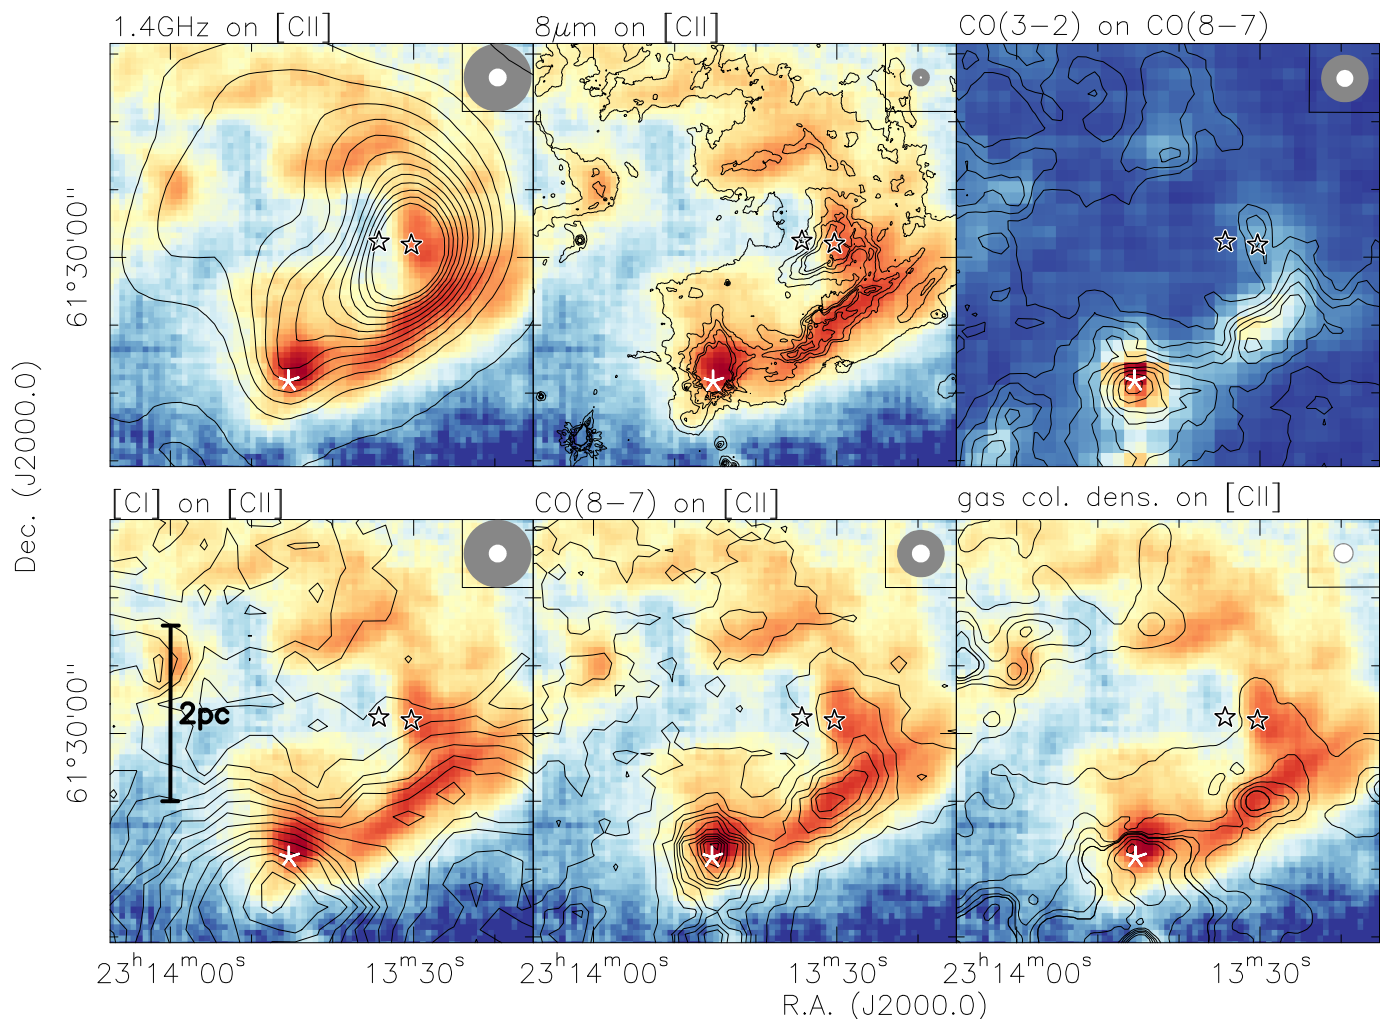 1.4GHz on [CII]
8μm on [CII]
CO(3−2) on CO(8−7)
61°30'00"
Dec. (J2000.0)
[CI] on [CII]
CO(8−7) on [CII]
gas col. dens. on [CII]
2pc
61°30'00"
23h14m00s
13m30s
23h14m00s
13m30s
23h14m00s
13m30s
R.A. (J2000.0)